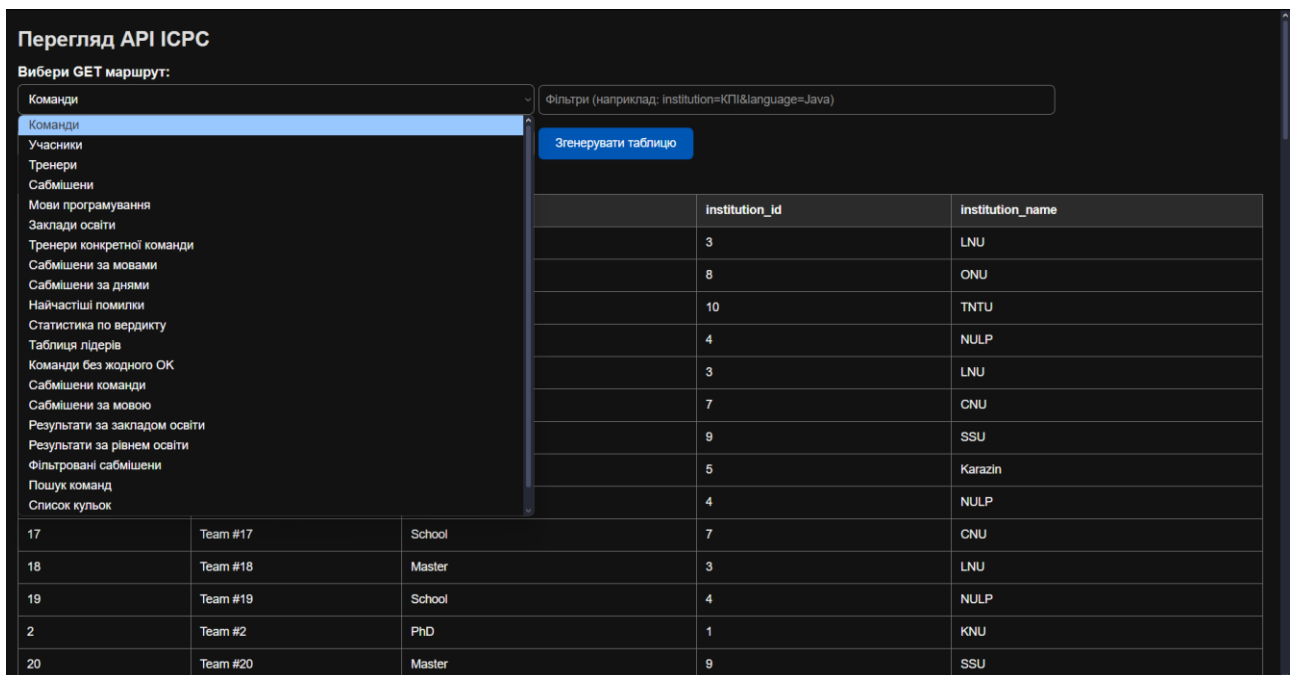 Перегляд API ICPC
Вибери GET маршрут:
Команди Фільтри (наприклад: institution=КПІ&language=Java)
Команди
Учасники
Згенерувати таблицю
Тренери
Сабмішени
Мови програмування
institution_id institution_name
Заклади освіти
Тренери конкретної команди
3 LNU
Сабмішени за мовами
8 ONU
Сабмішени за днями
Найчастіші помилки
10 TNTU
Статистика по вердикту
4 NULP
Таблиця лідерів
Команди без жодного OK
3 LNU
Сабмішени команди
Сабмішени за мовою
7 CNU
Результати за закладом освіти
9 SSU
Результати за рівнем освіти
Фільтровані сабмішени
5 Karazin
Пошук команд
4 NULP
Список кульок
17 Team #17 School 7 CNU
18 Team #18 Master 3 LNU
19 Team #19 School 4 NULP
2 Team #2 PhD 1 KNU
20 Team #20 Master 9 SSU